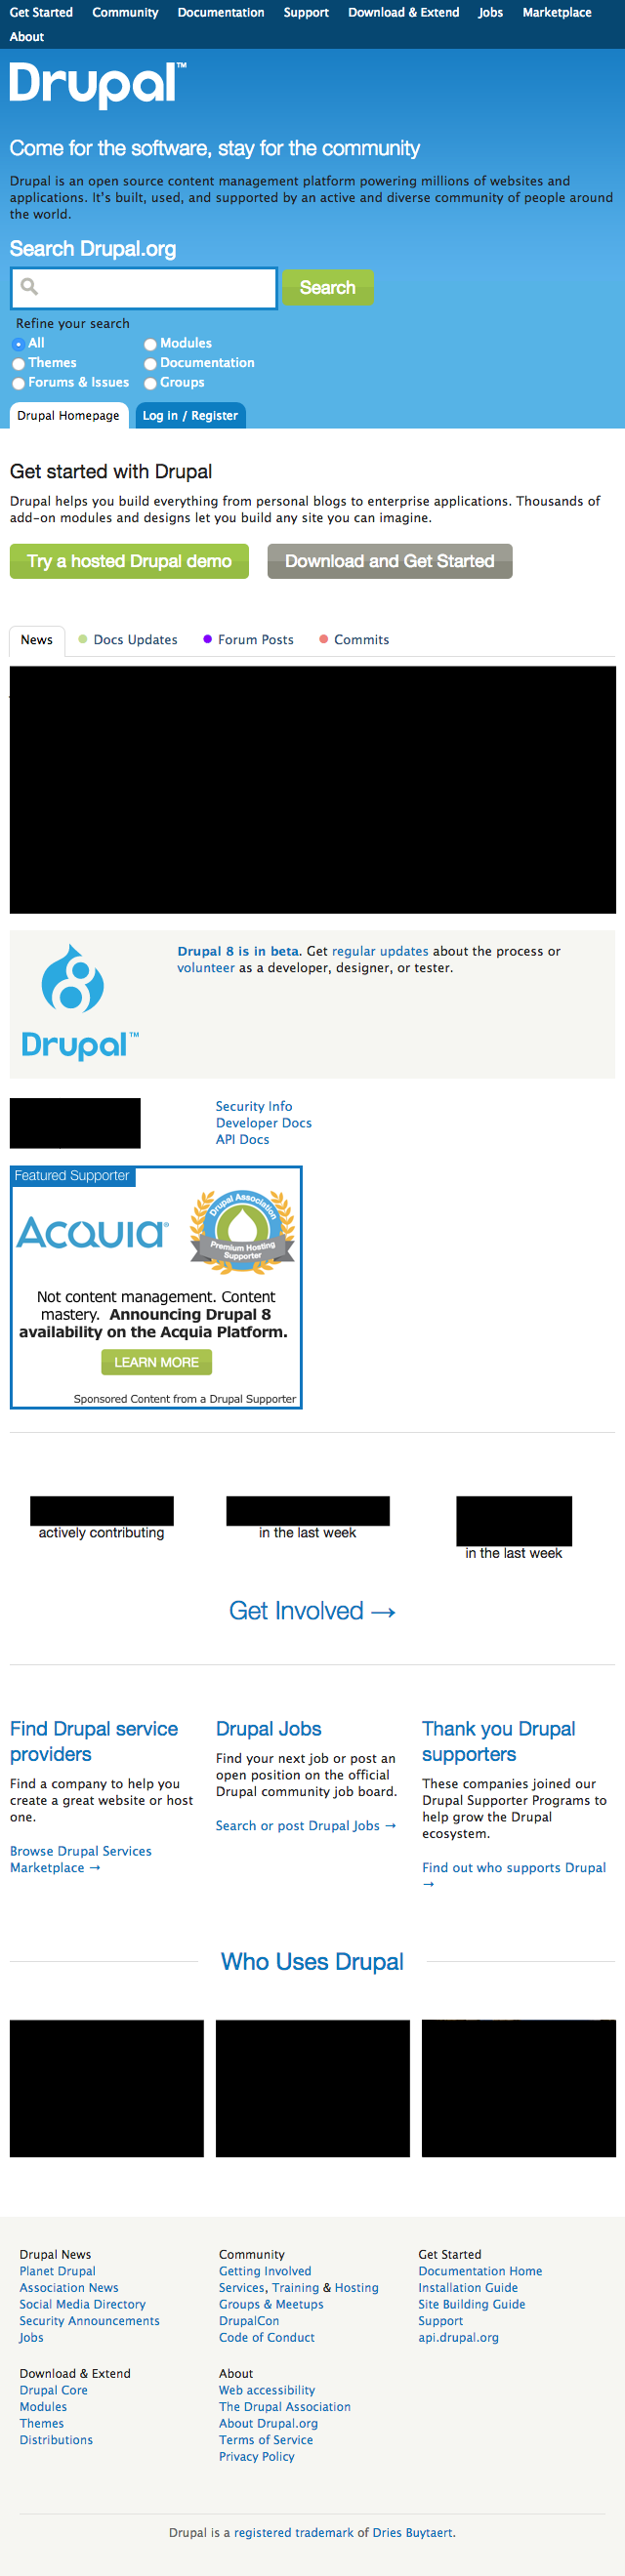 Get Started Community Documentation Support Download & Extend Jobs Marketplace
About
Drupal™
Come for the software, stay for the community
Drupal is an open source content management platform powering millions of websites and
applications. It's built, used, and supported by an active and diverse community of people around
the world.
Search Drupal.org
Search
Refine your search
All Modules
Themes Documentation
Forums & Issues Groups
Drupal Homepage Log in / Register
Get started with Drupal
Drupal helps you build everything from personal blogs to enterprise applications. Thousands of
add-on modules and designs let you build any site you can imagine.
Try a hosted Drupal demo Download and Get Started
News Docs Updates Forum Posts Commits
Drupal 8 is in beta. Get regular updates about the process or
volunteer as a developer, designer, or tester.
8
Drupal™
Security Info
Developer Docs
API Docs
Featured Supporter
Acquia®
Drupal Association
Premium Hosting
Supporter
Not content management. Content
mastery. Announcing Drupal 8
availability on the Acquia Platform.
LEARN MORE
Sponsored Content from a Drupal Supporter
actively contributing
in the last week
in the last week
Get Involved →
Find Drupal service
providers
Find a company to help you
create a great website or host
one.
Browse Drupal Services
Marketplace →
Drupal Jobs
Find your next job or post an
open position on the official
Drupal community job board.
Search or post Drupal Jobs →
Thank you Drupal
supporters
These companies joined our
Drupal Supporter Programs to
help grow the Drupal
ecosystem.
Find out who supports Drupal
→
Who Uses Drupal
Drupal News
Planet Drupal
Association News
Social Media Directory
Security Announcements
Jobs
Community
Getting Involved
Services, Training & Hosting
Groups & Meetups
DrupalCon
Code of Conduct
Get Started
Documentation Home
Installation Guide
Site Building Guide
Support
api.drupal.org
Download & Extend
Drupal Core
Modules
Themes
Distributions
About
Web accessibility
The Drupal Association
About Drupal.org
Terms of Service
Privacy Policy
Drupal is a registered trademark of Dries Buytaert.